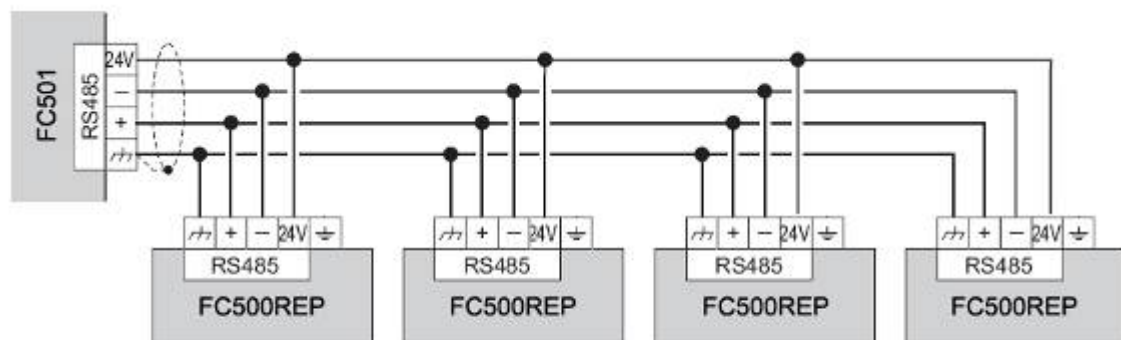 FC501
RS485
24V
−
+
+ − 24V
RS485
FC500REP
+ − 24V
RS485
FC500REP
+ − 24V
RS485
FC500REP
+ − 24V
RS485
FC500REP